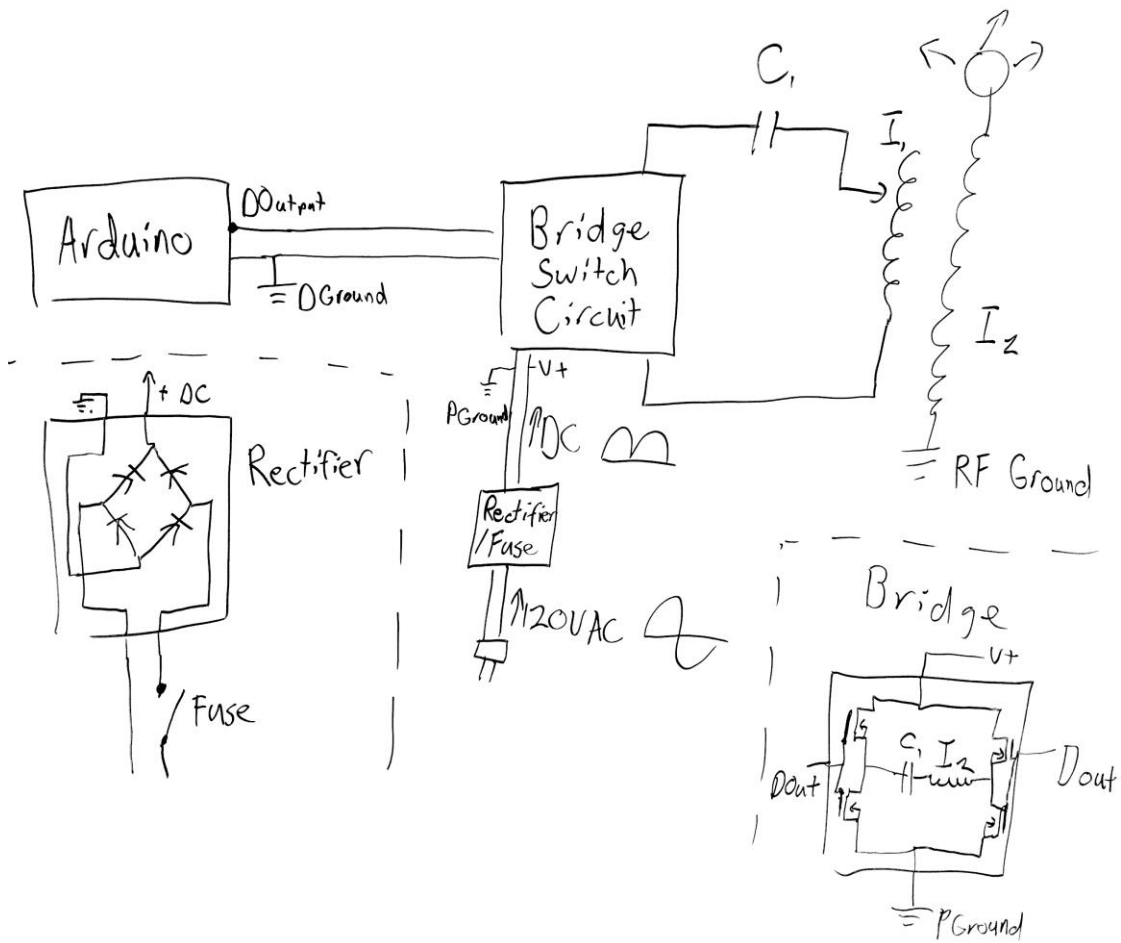 C₁
I₁
DOutput
Arduino
Bridge
Switch
Circuit
DGround
I₂
+ DC
V+
PGround
DC
Rectifier
RF Ground
Rectifier
/Fuse
120VAC
Bridge
V+
Fuse
C₁ I₂
DOut
Dout
PGround